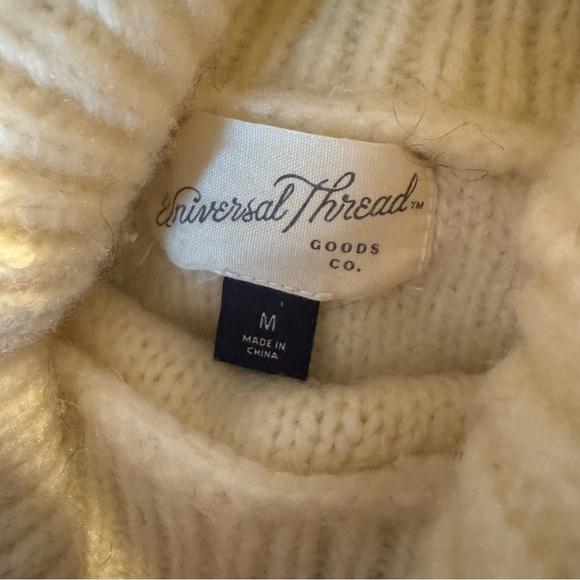 Universal Thread™
GOODS
CO.
M
MADE IN
CHINA